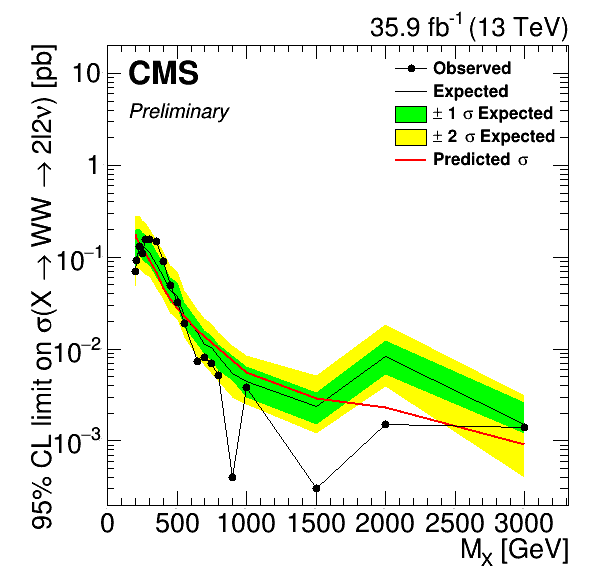 35.9 fb⁻¹ (13 TeV)
CMS
Preliminary
Observed
Expected
± 1 σ Expected
± 2 σ Expected
Predicted σ
95% CL limit on σ(X → WW → 2l2ν) [pb]
10
1
10⁻¹
10⁻²
10⁻³
0 500 1000 1500 2000 2500 3000
M_X [GeV]